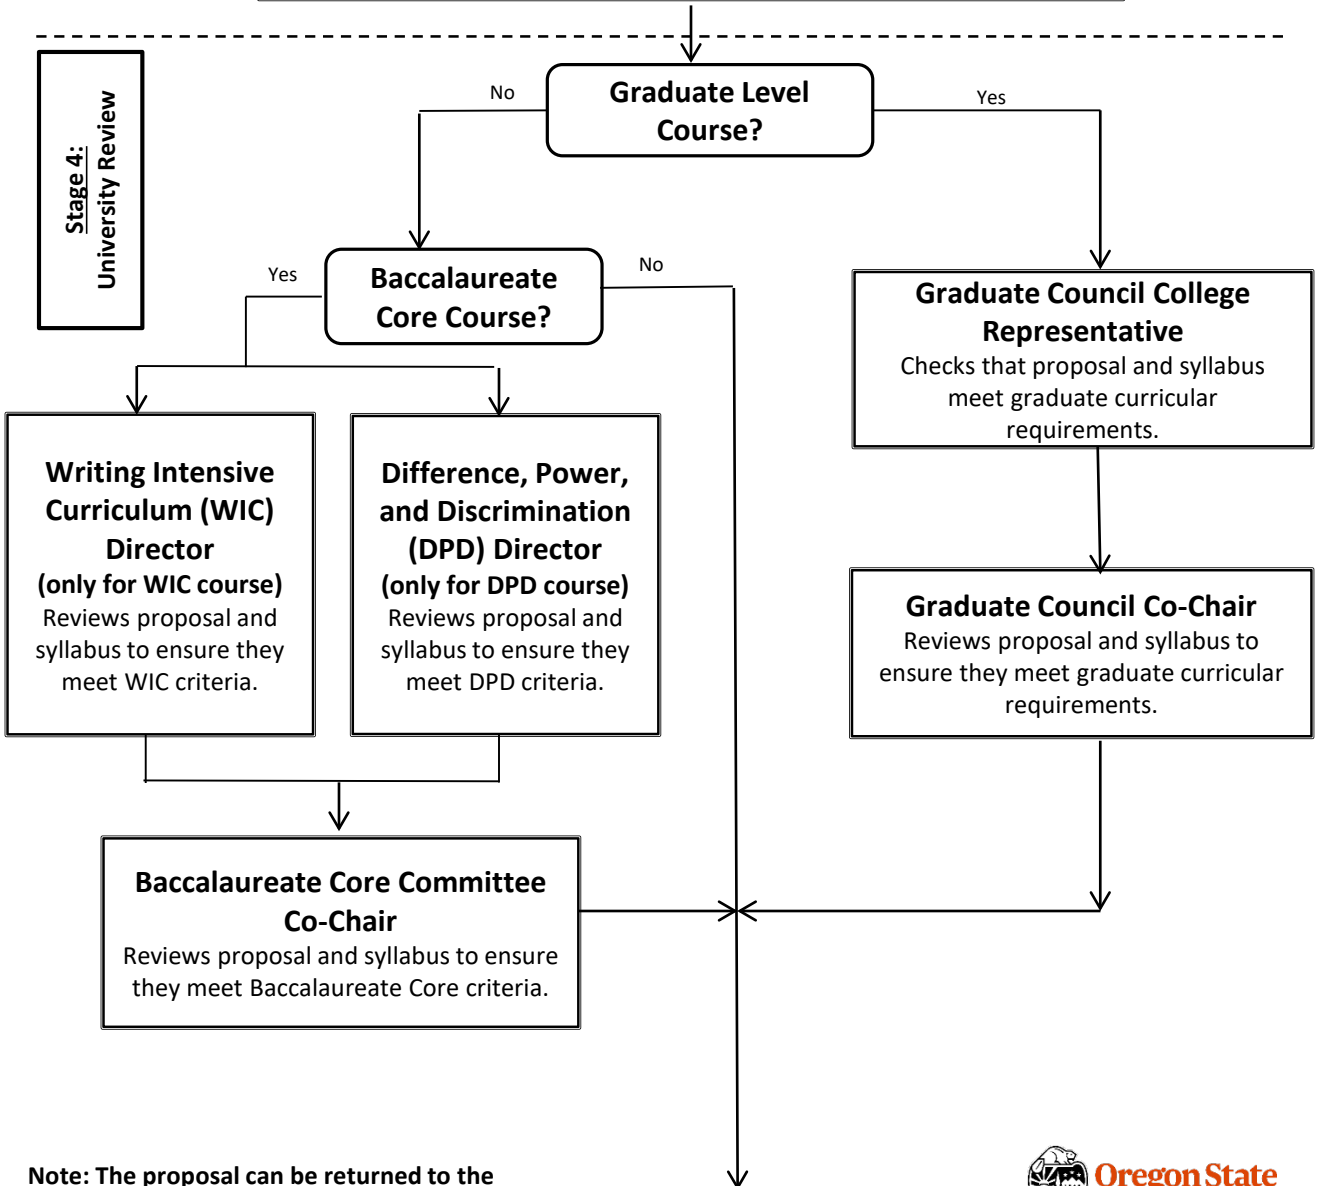 Stage 4:
University Review
No
Graduate Level
Course?
Yes
Yes
Baccalaureate
Core Course?
No
Graduate Council College
Representative
Checks that proposal and syllabus
meet graduate curricular
requirements.
Writing Intensive
Curriculum (WIC)
Director
(only for WIC course)
Reviews proposal and
syllabus to ensure they
meet WIC criteria.
Difference, Power,
and Discrimination
(DPD) Director
(only for DPD course)
Reviews proposal and
syllabus to ensure they
meet DPD criteria.
Graduate Council Co-Chair
Reviews proposal and syllabus to
ensure they meet graduate curricular
requirements.
Baccalaureate Core Committee
Co-Chair
Reviews proposal and syllabus to ensure
they meet Baccalaureate Core criteria.
Note: The proposal can be returned to the
Oregon State